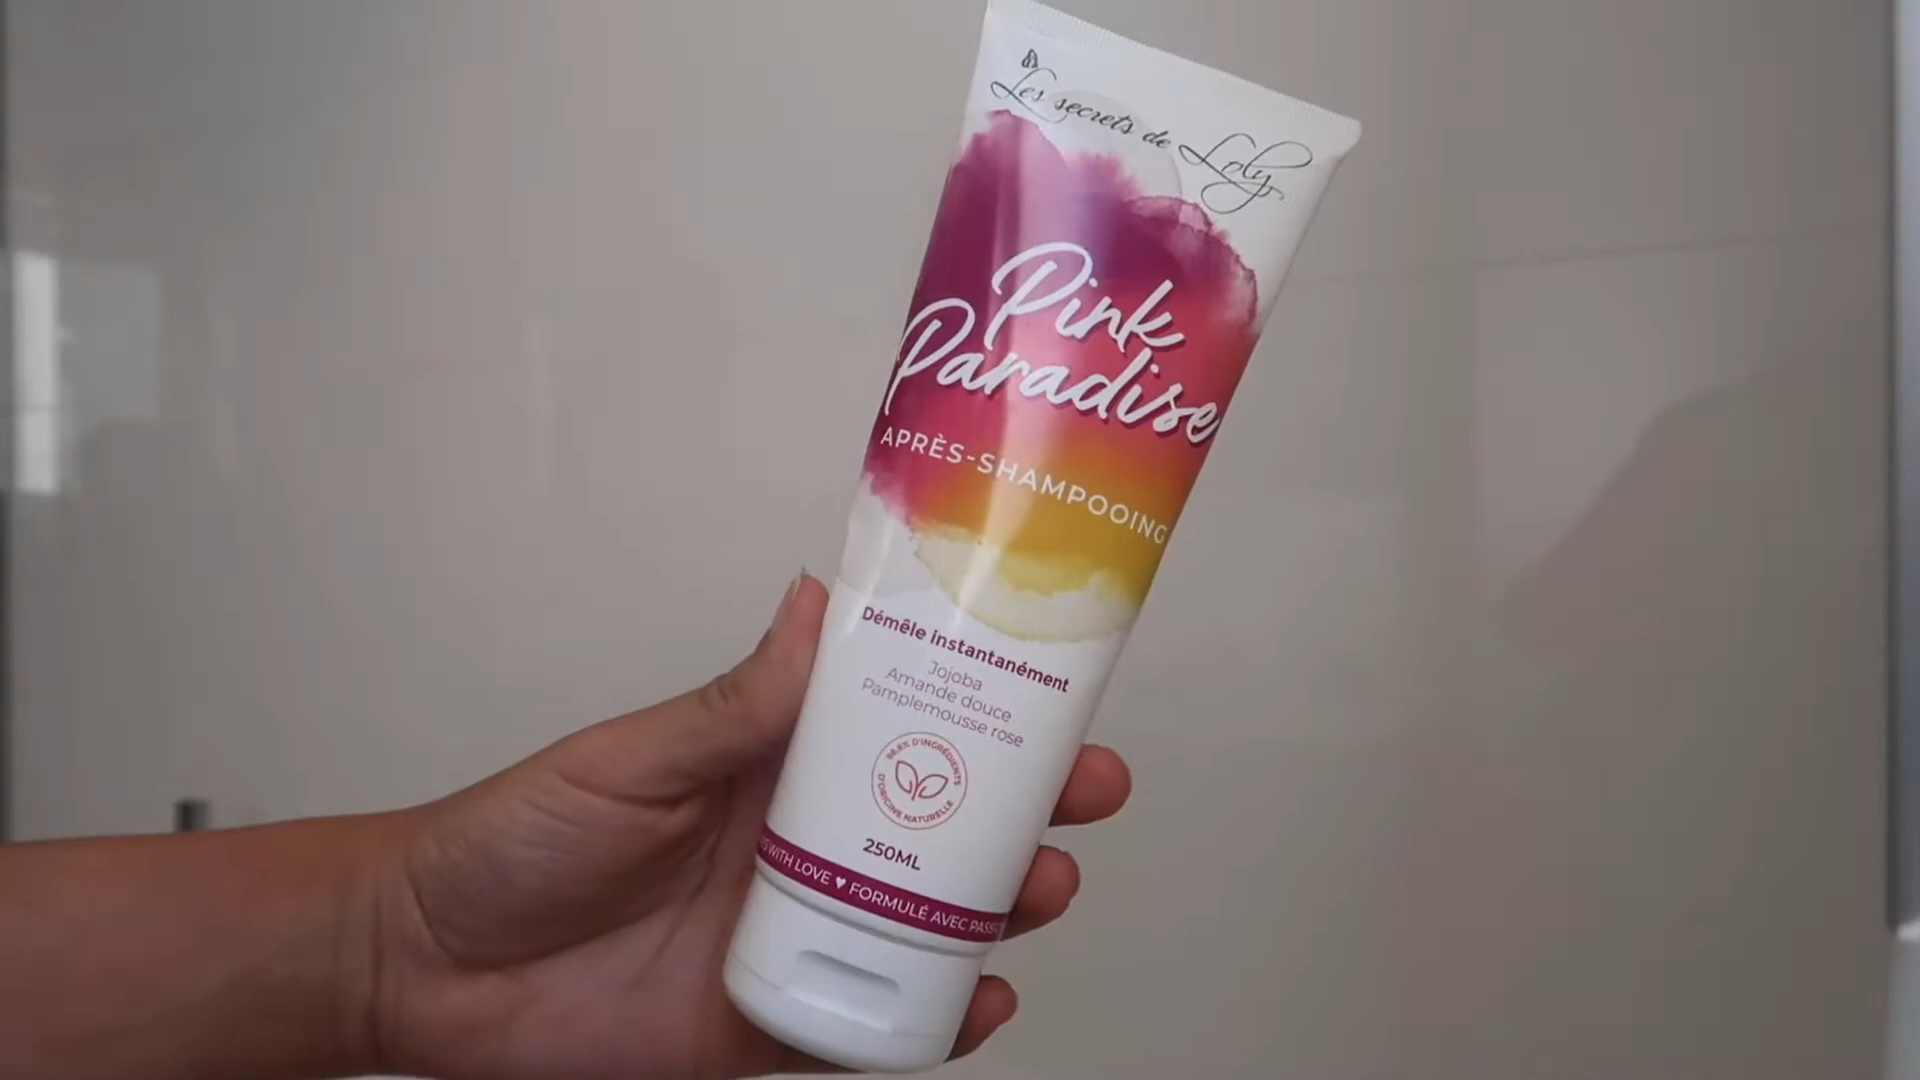 Les secrets de Loly
Pink
Paradise
APRÈS-SHAMPOOING
Démêle instantanément
Jojoba
Amande douce
Pamplemousse rose
D'INGRÉDIENTS
D'ORIGINE NATURELLE
250ML
WITH LOVE ♥ FORMULÉ AVEC